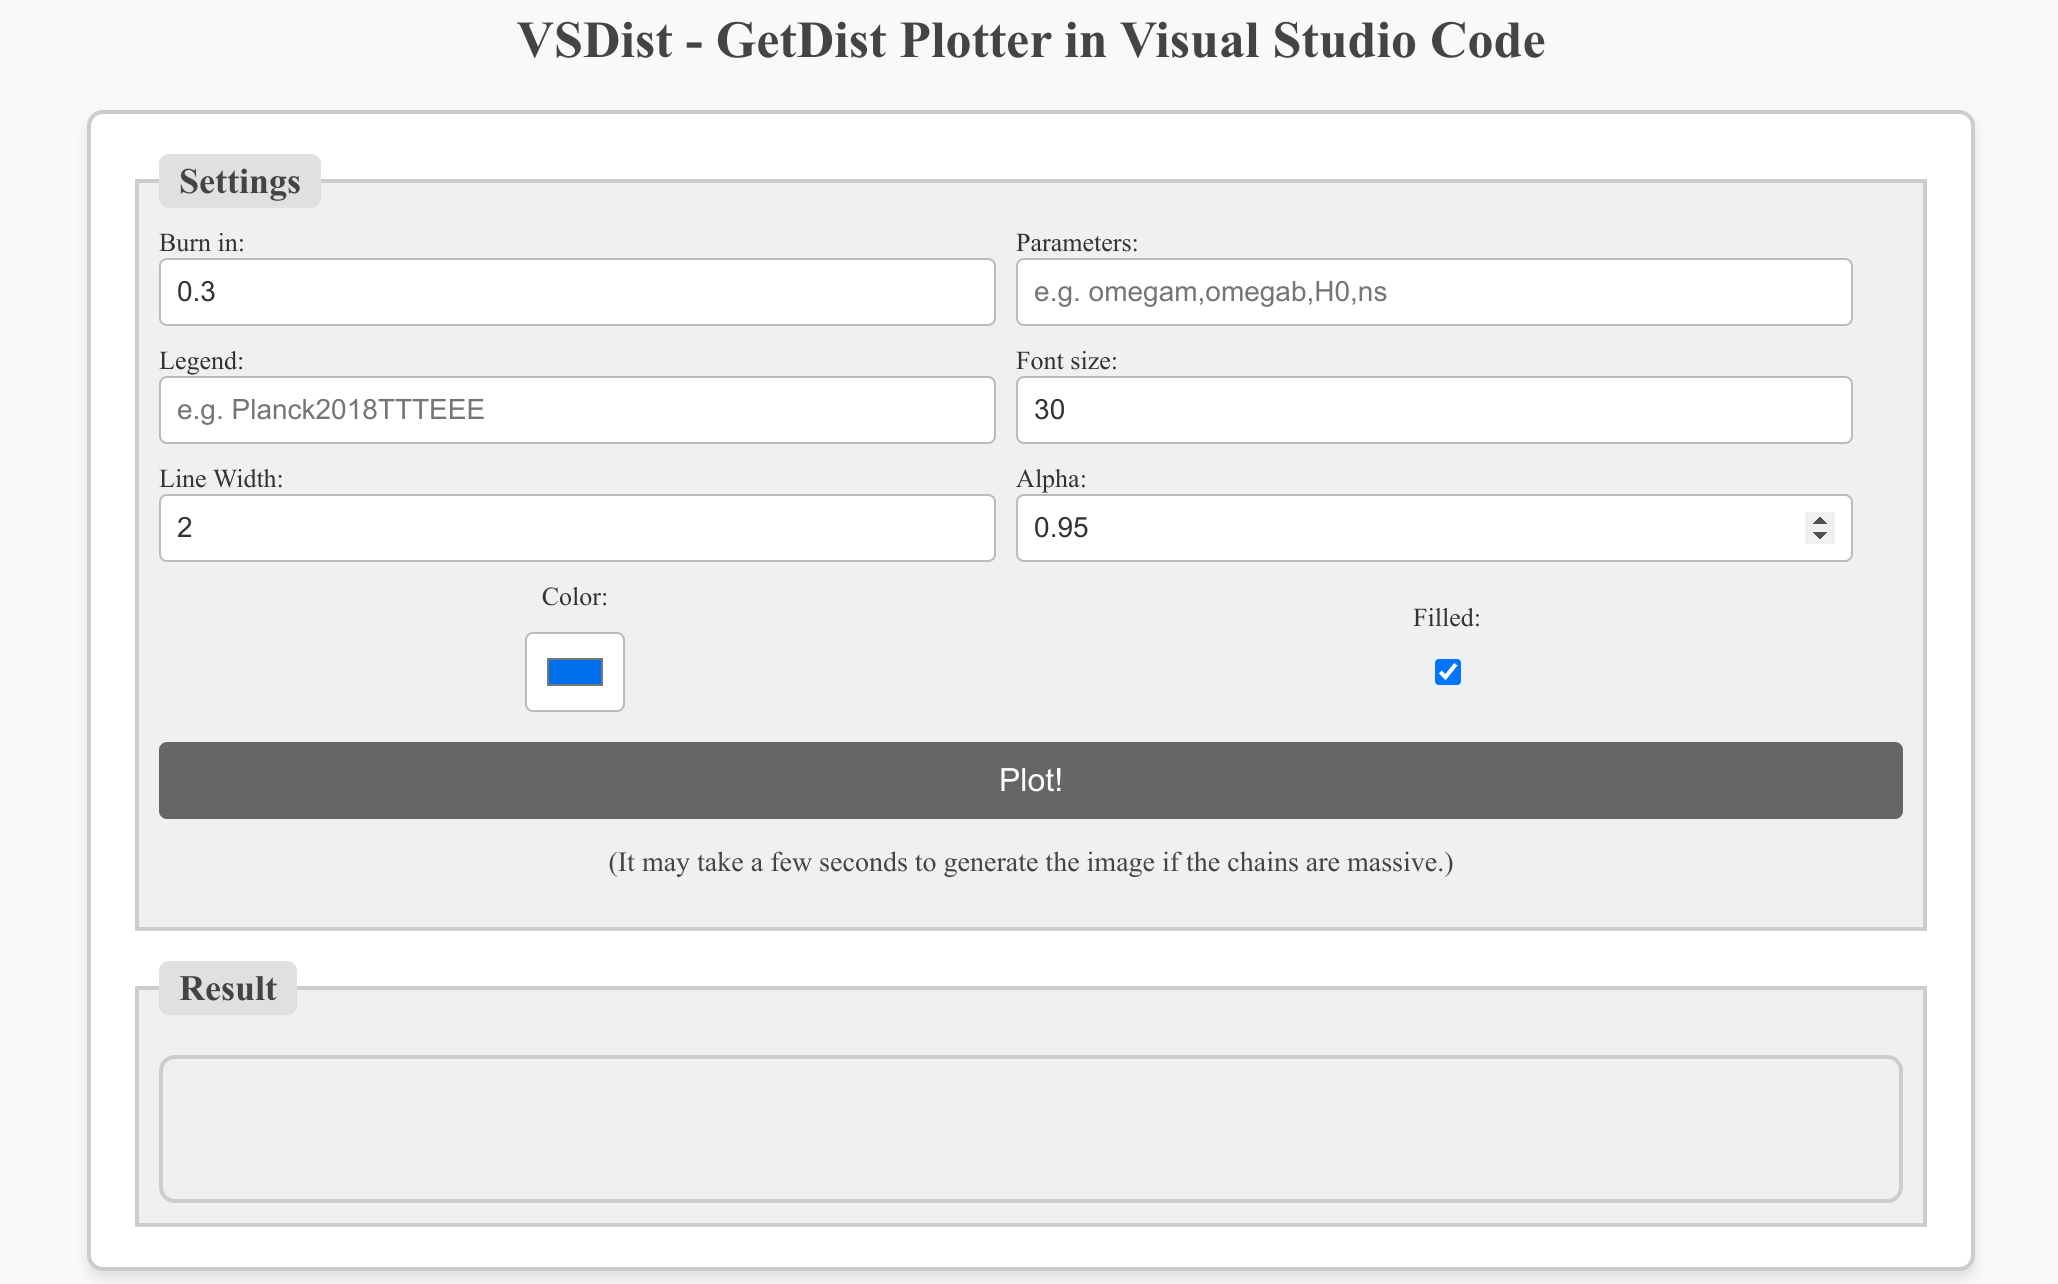 VSDist - GetDist Plotter in Visual Studio Code
Settings
Burn in:
0.3
Parameters:
e.g. omegam,omegab,H0,ns
Legend:
e.g. Planck2018TTTEEE
Font size:
30
Line Width:
2
Alpha:
0.95
Color:
Filled:
Plot!
(It may take a few seconds to generate the image if the chains are massive.)
Result